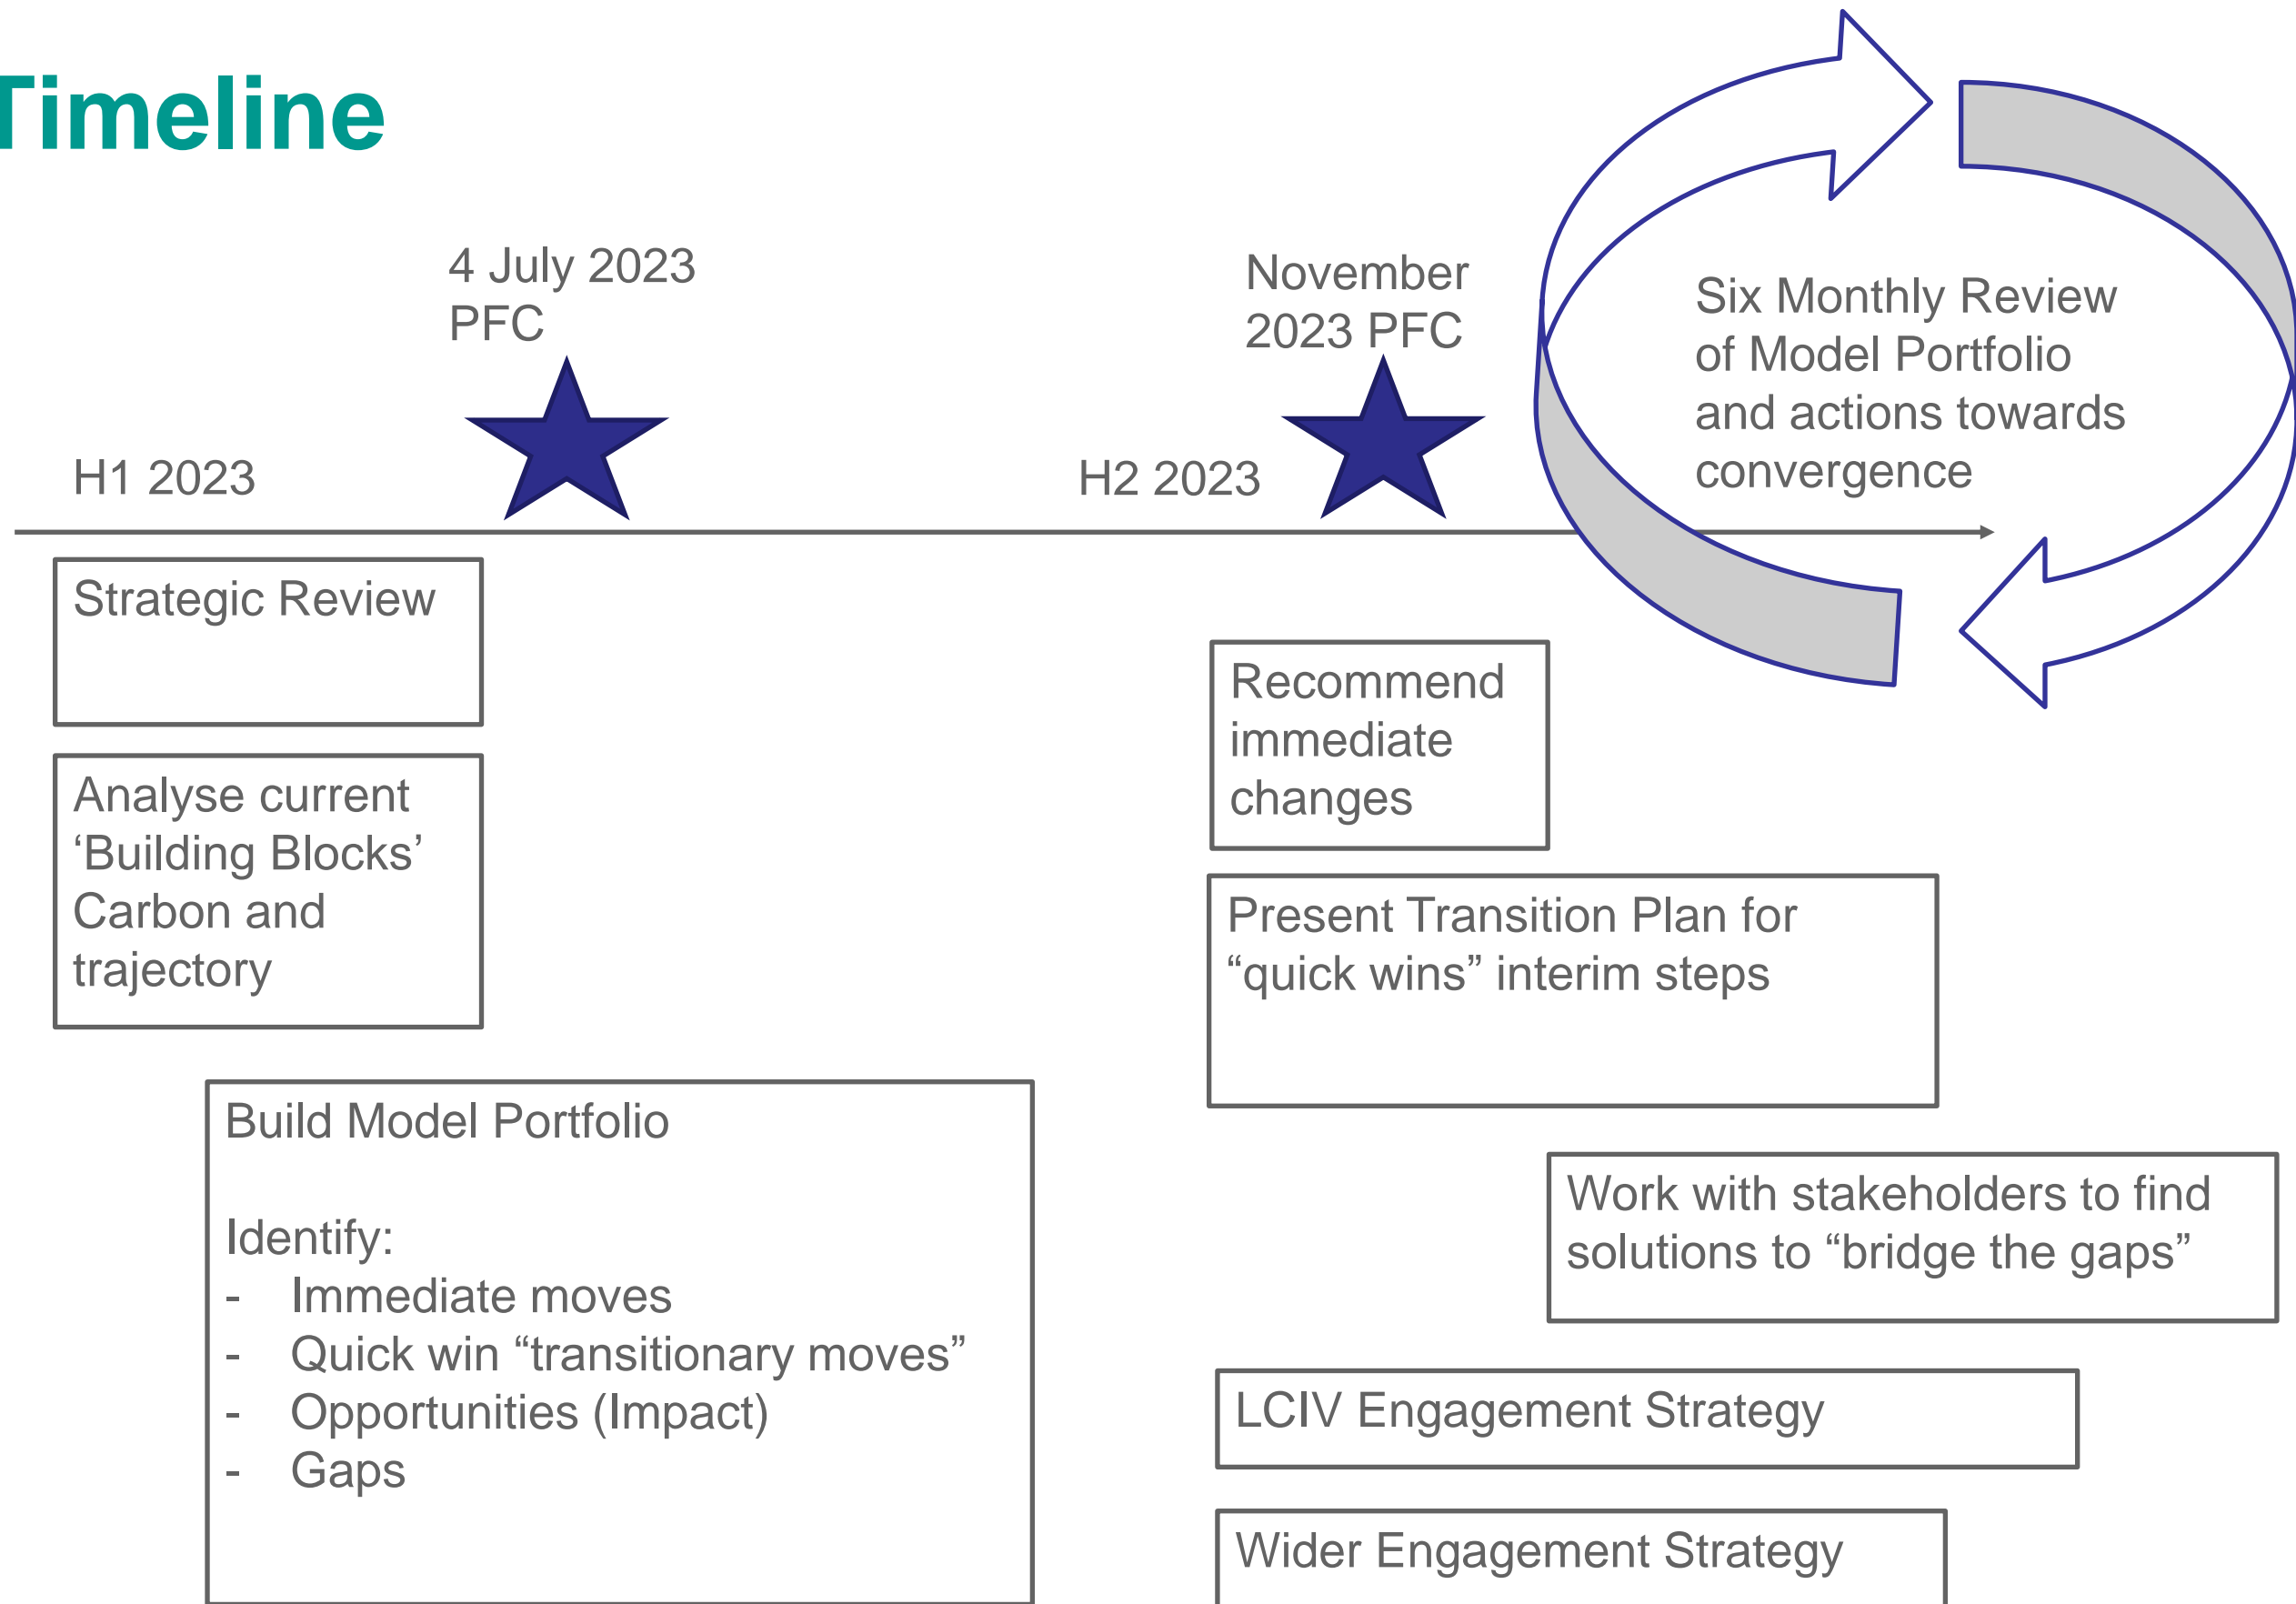 Timeline
4 July 2023
PFC
November
2023 PFC
Six Monthly Review
of Model Portfolio
and actions towards
convergence
H1 2023
H2 2023
Strategic Review
Analyse current
‘Building Blocks’
Carbon and
trajectory
Build Model Portfolio
Identify:
- Immediate moves
- Quick win “transitionary moves”
- Opportunities (Impact)
- Gaps
Recommend
immediate
changes
Present Transition Plan for
“quick wins” interim steps
Work with stakeholders to find
solutions to “bridge the gaps”
LCIV Engagement Strategy
Wider Engagement Strategy